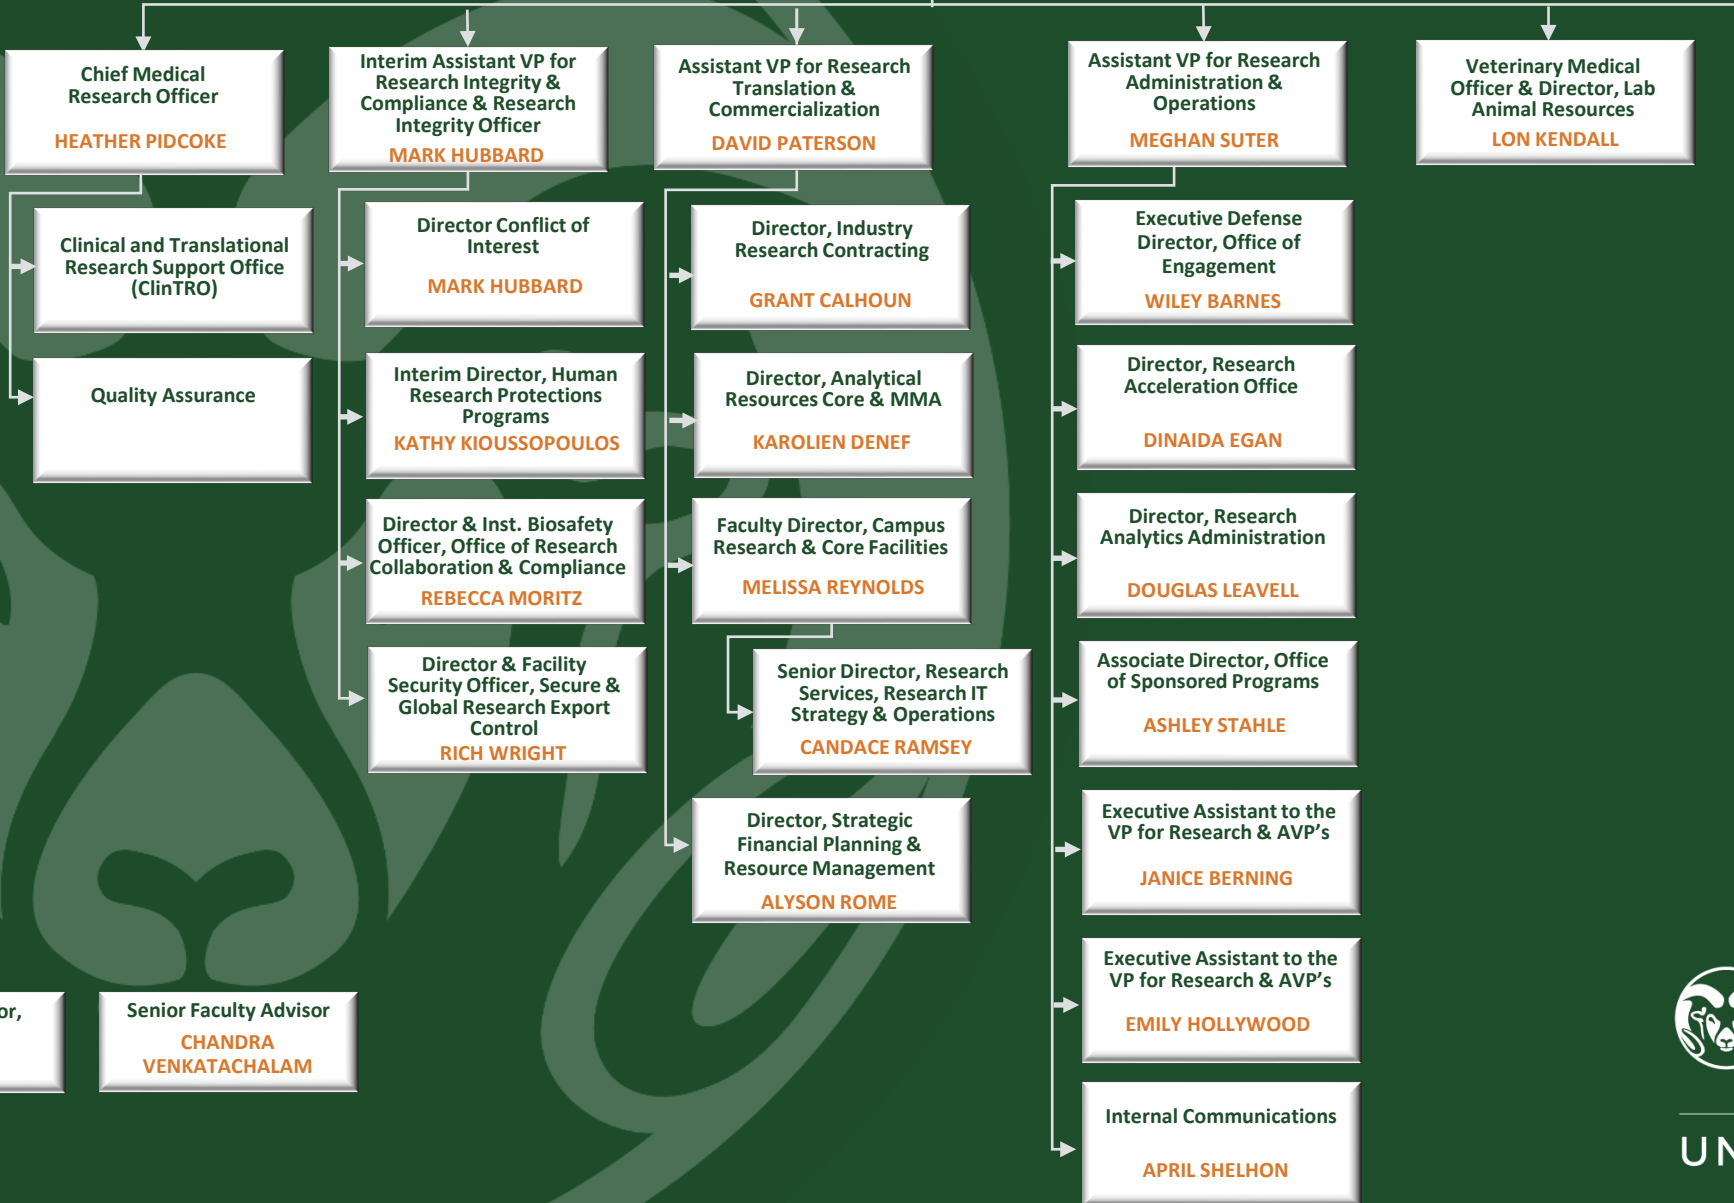 Chief Medical
Research Officer
HEATHER PIDCOKE
Clinical and Translational
Research Support Office
(ClinTRO)
Quality Assurance
Interim Assistant VP for
Research Integrity &
Compliance & Research
Integrity Officer
MARK HUBBARD
Director Conflict of
Interest
MARK HUBBARD
Interim Director, Human
Research Protections
Programs
KATHY KIOUSSOPOULOS
Director & Inst. Biosafety
Officer, Office of Research
Collaboration & Compliance
REBECCA MORITZ
Director & Facility
Security Officer, Secure &
Global Research Export
Control
RICH WRIGHT
Assistant VP for Research
Translation &
Commercialization
DAVID PATERSON
Director, Industry
Research Contracting
GRANT CALHOUN
Director, Analytical
Resources Core & MMA
KAROLIEN DENEF
Faculty Director, Campus
Research & Core Facilities
MELISSA REYNOLDS
Senior Director, Research
Services, Research IT
Strategy & Operations
CANDACE RAMSEY
Director, Strategic
Financial Planning &
Resource Management
ALYSON ROME
Assistant VP for Research
Administration &
Operations
MEGHAN SUTER
Executive Defense
Director, Office of
Engagement
WILEY BARNES
Director, Research
Acceleration Office
DINAIDA EGAN
Director, Research
Analytics Administration
DOUGLAS LEAVELL
Associate Director, Office
of Sponsored Programs
ASHLEY STAHLE
Executive Assistant to the
VP for Research & AVP's
JANICE BERNING
Executive Assistant to the
VP for Research & AVP's
EMILY HOLLYWOOD
Internal Communications
APRIL SHELHON
Veterinary Medical
Officer & Director, Lab
Animal Resources
LON KENDALL
or,
Senior Faculty Advisor
CHANDRA
VENKATACHALAM
UN